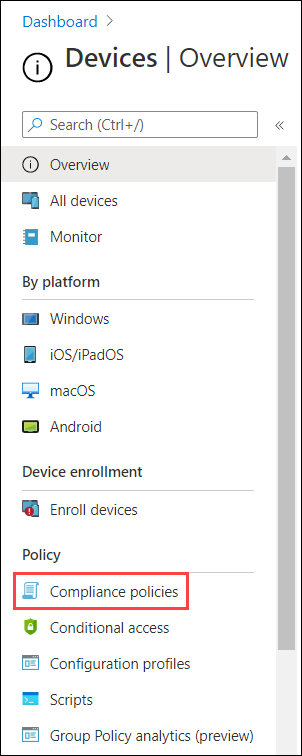 Dashboard >
Devices | Overview
Search (Ctrl+/)
«
Overview
All devices
Monitor
By platform
Windows
iOS/iPadOS
macOS
Android
Device enrollment
Enroll devices
Policy
Compliance policies
Conditional access
Configuration profiles
Scripts
Group Policy analytics (preview)